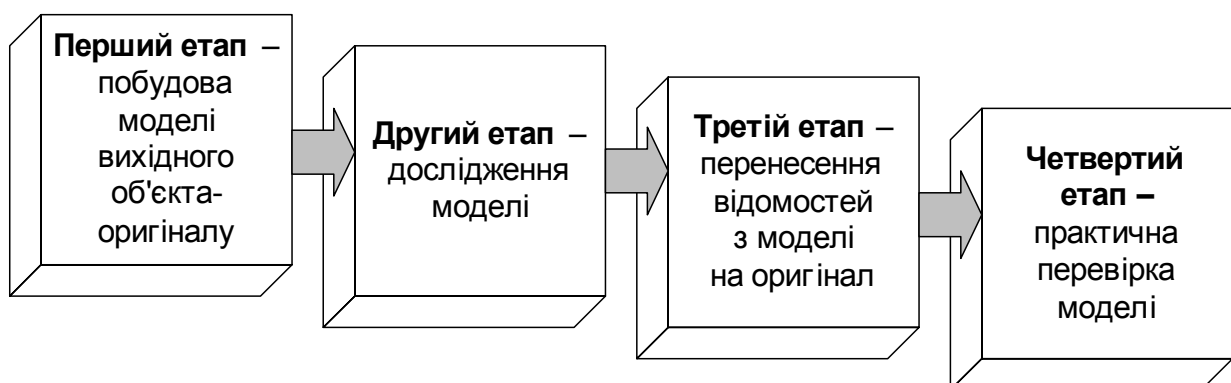 Перший етап –
побудова
моделі
вихідного
об'єкта-
оригіналу
Другий етап –
дослідження
моделі
Третій етап –
перенесення
відомостей
з моделі
на оригінал
Четвертий
етап –
практична
перевірка
моделі